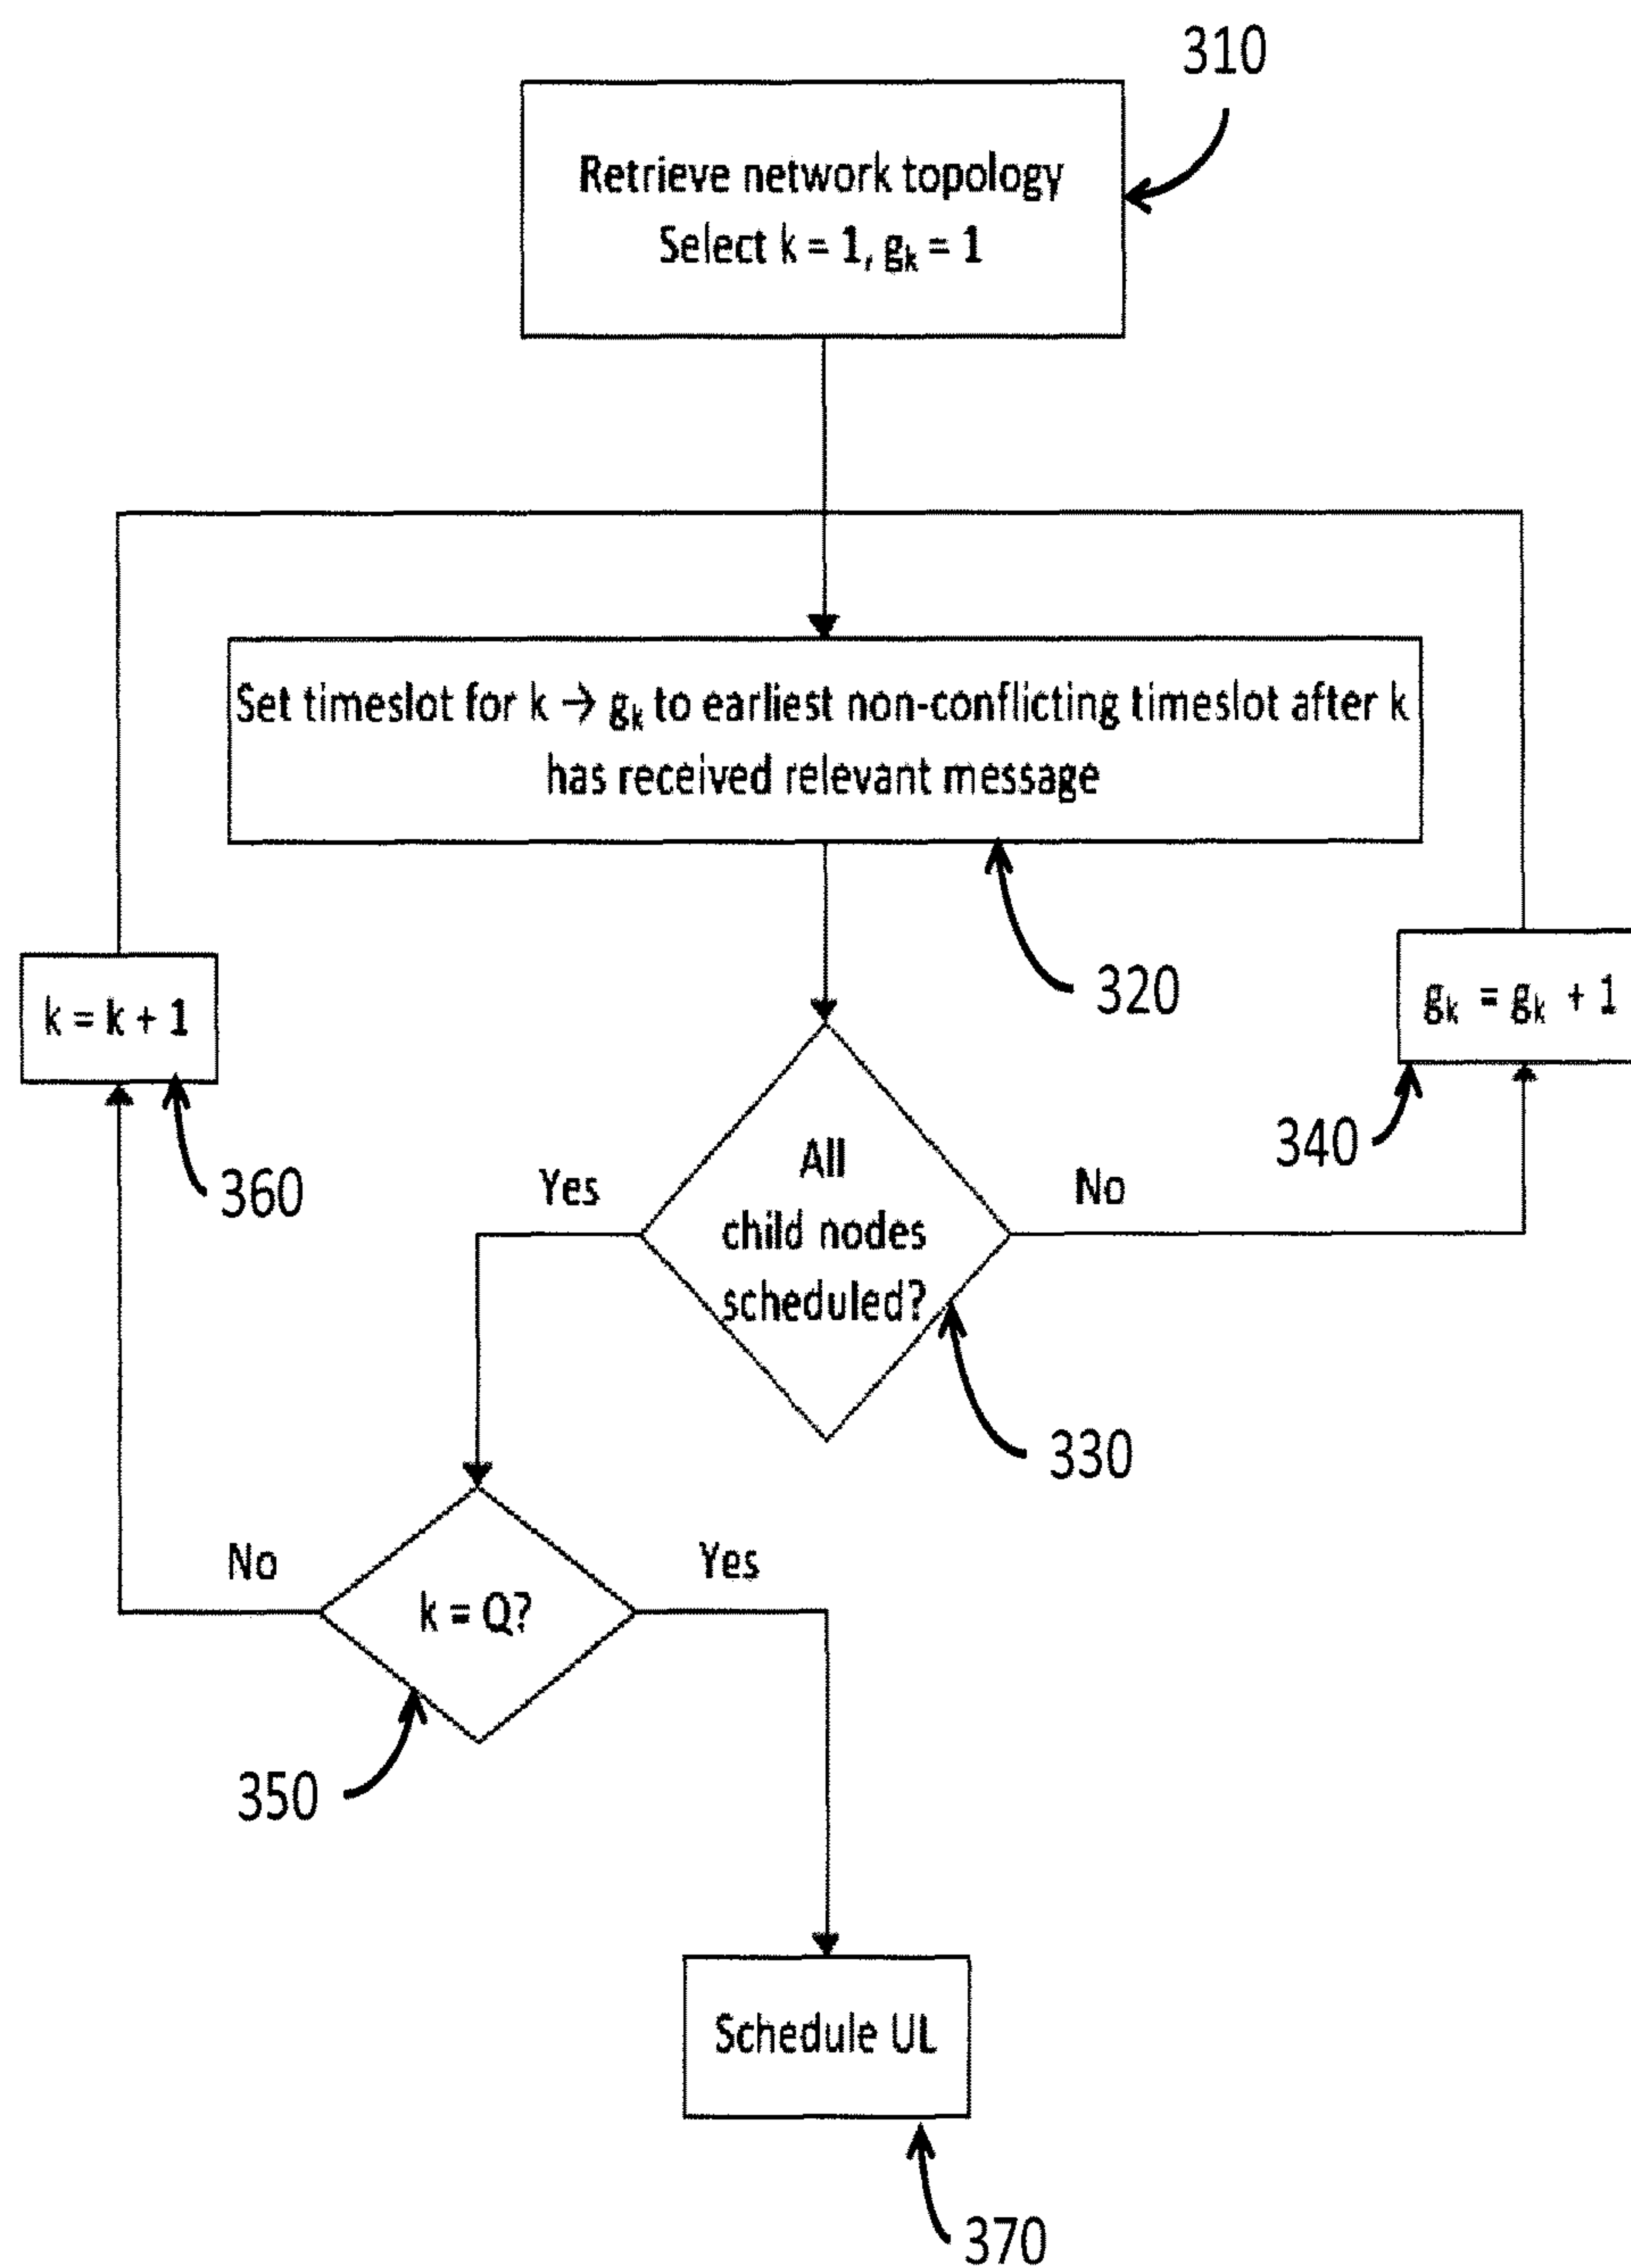 310
Retrieve network topology
Select k = 1, gk = 1
Set timeslot for k → gk to earliest non-conflicting timeslot after k
has received relevant message
320
k = k + 1
gk = gk + 1
360
340
Yes
All
child nodes
scheduled?
No
330
No
k = Q?
Yes
350
Schedule UL
370